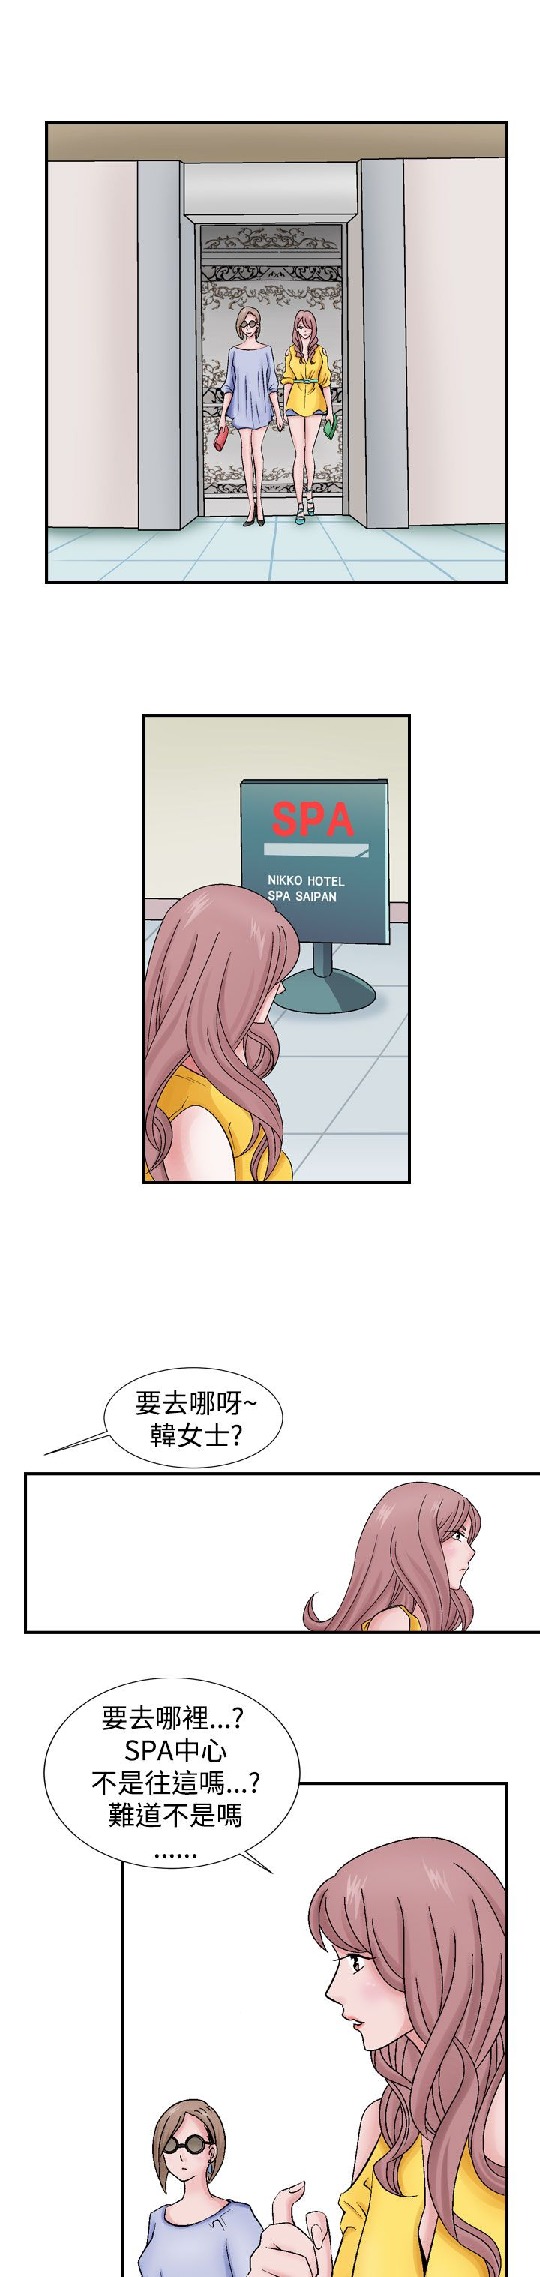 SPA
NIKKO HOTEL
SPA SAIPAN
要去哪呀~
韓女士?
要去哪裡...?
SPA中心
不是往這嗎...?
難道不是嗎
......